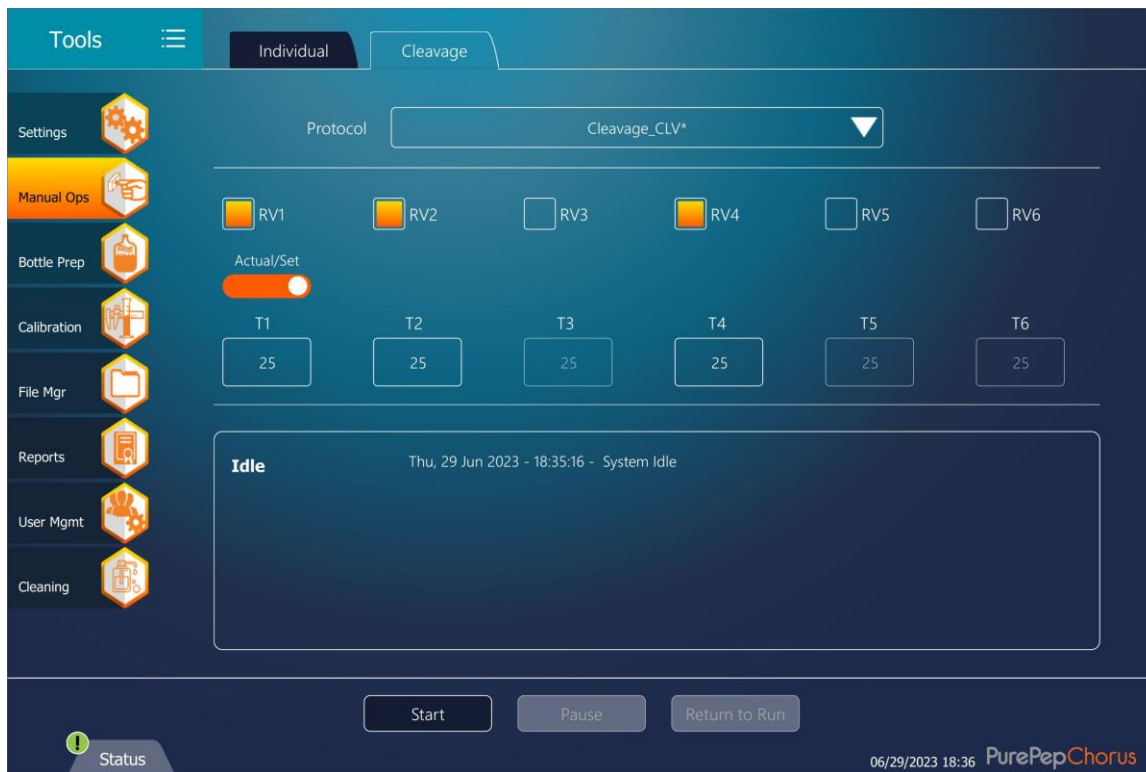 Tools
Individual
Cleavage
Settings
Manual Ops
Bottle Prep
Calibration
File Mgr
Reports
User Mgmt
Cleaning
Protocol
Cleavage_CLV*
RV1
RV2
RV3
RV4
RV5
RV6
Actual/Set
T1
T2
T3
T4
T5
T6
25
25
25
25
25
25
Idle
Thu, 29 Jun 2023 - 18:35:16 - System Idle
Start
Pause
Return to Run
! Status
06/29/2023 18:36
PurePepChorus